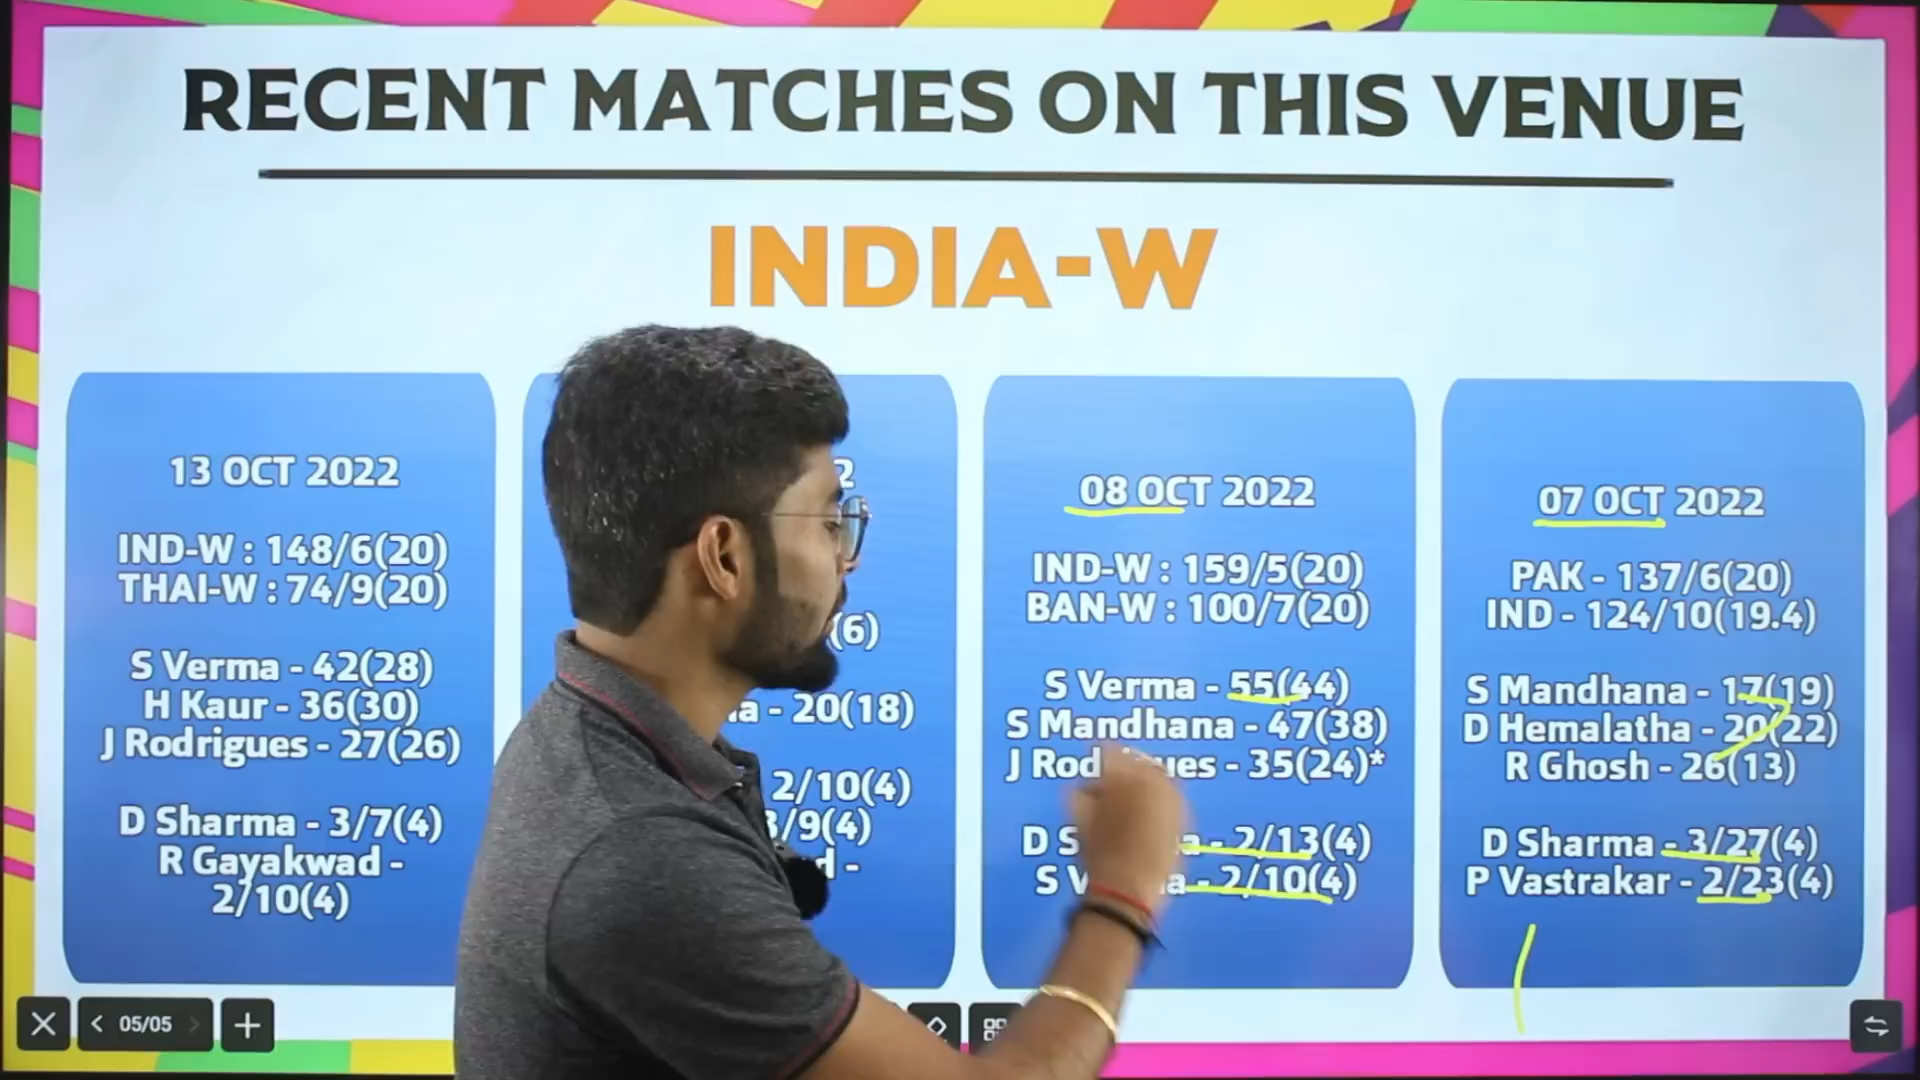 RECENT MATCHES ON THIS VENUE
INDIA-W
13 OCT 2022
IND-W : 148/6(20)
THAI-W : 74/9(20)
S Verma - 42(28)
H Kaur - 36(30)
J Rodrigues - 27(26)
D Sharma - 3/7(4)
R Gayakwad -
2/10(4)
(6)
- 20(18)
2/10(4)
/9(4)
08 OCT 2022
IND-W : 159/5(20)
BAN-W : 100/7(20)
S Verma - 55(44)
S Mandhana - 47(38)
J - 35(24)*
D - 2/13(4)
S - 2/10(4)
07 OCT 2022
PAK - 137/6(20)
IND - 124/10(19.4)
S Mandhana - 17(19)
D Hemalatha - 20(22)
R Ghosh - 26(13)
D Sharma - 3/27(4)
P Vastrakar - 2/23(4)
05/05